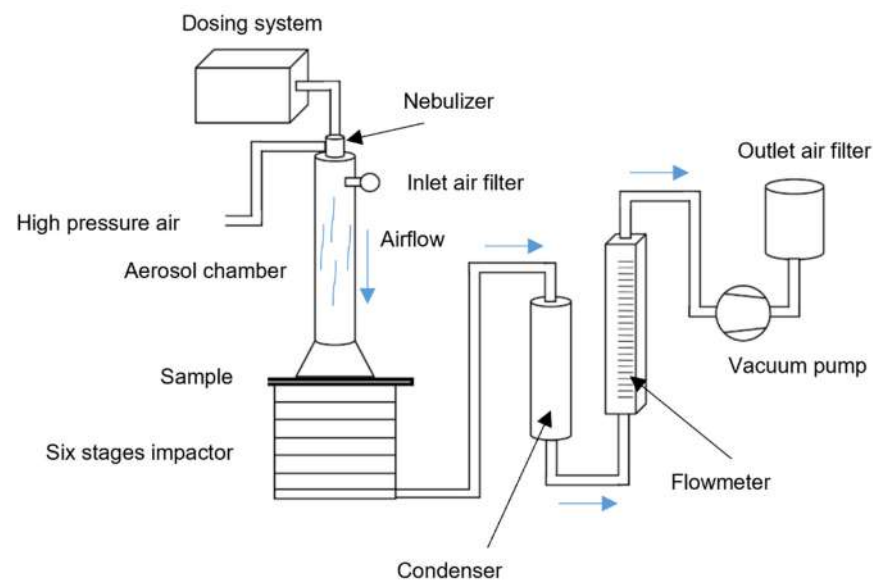 Dosing system
Nebulizer
Outlet air filter
Inlet air filter
High pressure air
Airflow
Aerosol chamber
Sample
Vacuum pump
Six stages impactor
Flowmeter
Condenser